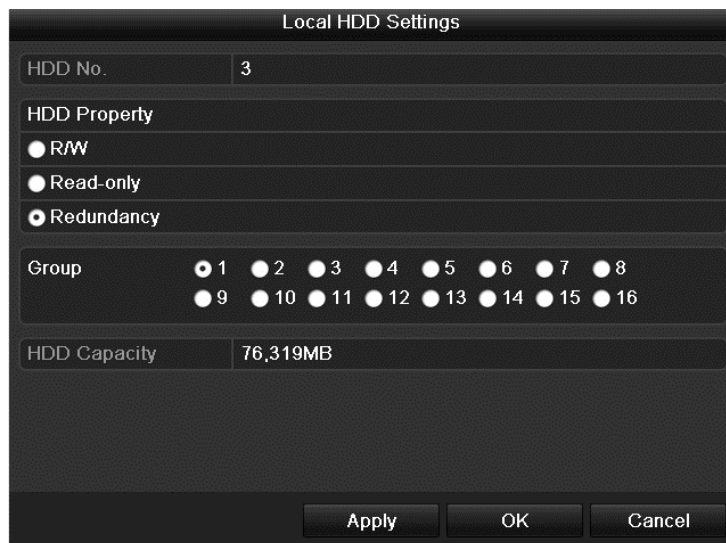 Local HDD Settings
HDD No. 3
HDD Property
R/W
Read-only
Redundancy
Group 1 2 3 4 5 6 7 8
9 10 11 12 13 14 15 16
HDD Capacity 76,319MB
Apply OK Cancel